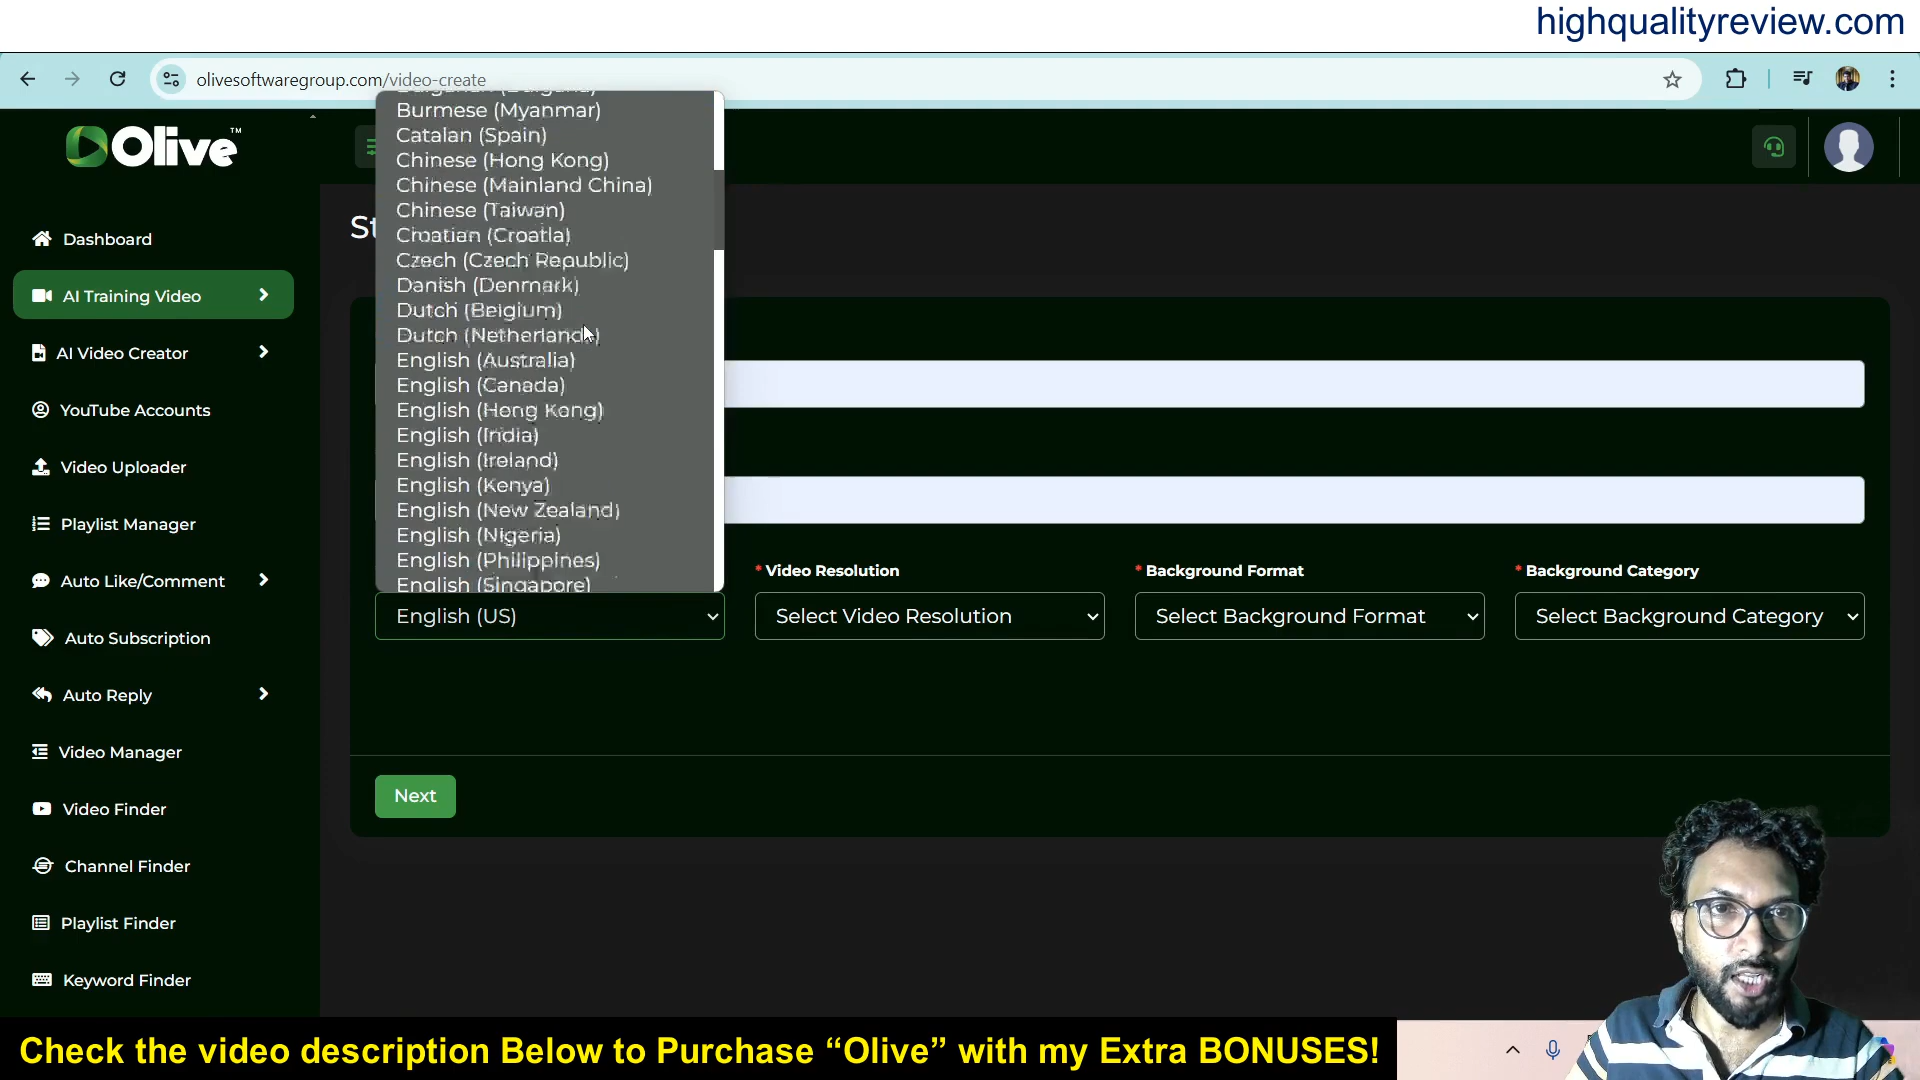 highqualityreview.com
olivesoftwaregroup.com/video-create
Olive™
Dashboard
AI Training Video
AI Video Creator
YouTube Accounts
Video Uploader
Playlist Manager
Auto Like/Comment
Auto Subscription
Auto Reply
Video Manager
Video Finder
Channel Finder
Playlist Finder
Keyword Finder
St
Burmese (Myanmar)
Catalan (Spain)
Chinese (Hong Kong)
Chinese (Mainland China)
Chinese (Taiwan)
Croatian (Croatla)
Czech (Czech Republic)
Danish (Denmark)
Dutch (Belgium)
Dutch (Netherlands)
English (Australia)
English (Canada)
English (Hong Kong)
English (India)
English (Ireland)
English (Kenya)
English (New Zealand)
English (Nigeria)
English (Philippines)
English (Singapore)
English (US)
* Video Resolution
Select Video Resolution
* Background Format
Select Background Format
* Background Category
Select Background Category
Next
Check the video description Below to Purchase “Olive” with my Extra BONUSES!